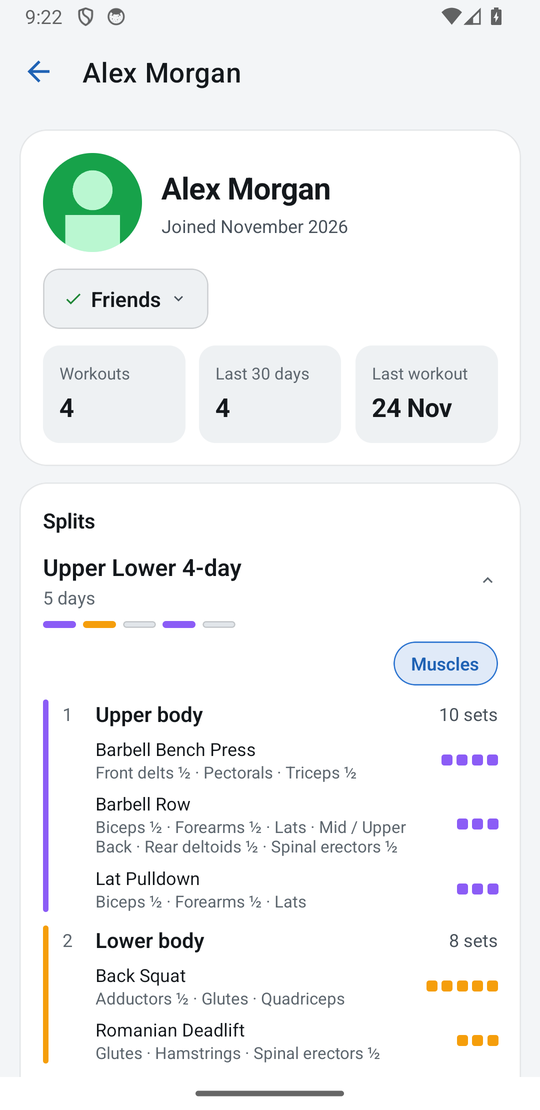 9:22
Alex Morgan
Alex Morgan
Joined November 2026
Friends
Workouts
4
Last 30 days
4
Last workout
24 Nov
Splits
Upper Lower 4-day
5 days
Muscles
1 Upper body 10 sets
Barbell Bench Press
Front delts ½ · Pectorals · Triceps ½
Barbell Row
Biceps ½ · Forearms ½ · Lats · Mid / Upper
Back · Rear deltoids ½ · Spinal erectors ½
Lat Pulldown
Biceps ½ · Forearms ½ · Lats
2 Lower body 8 sets
Back Squat
Adductors ½ · Glutes · Quadriceps
Romanian Deadlift
Glutes · Hamstrings · Spinal erectors ½